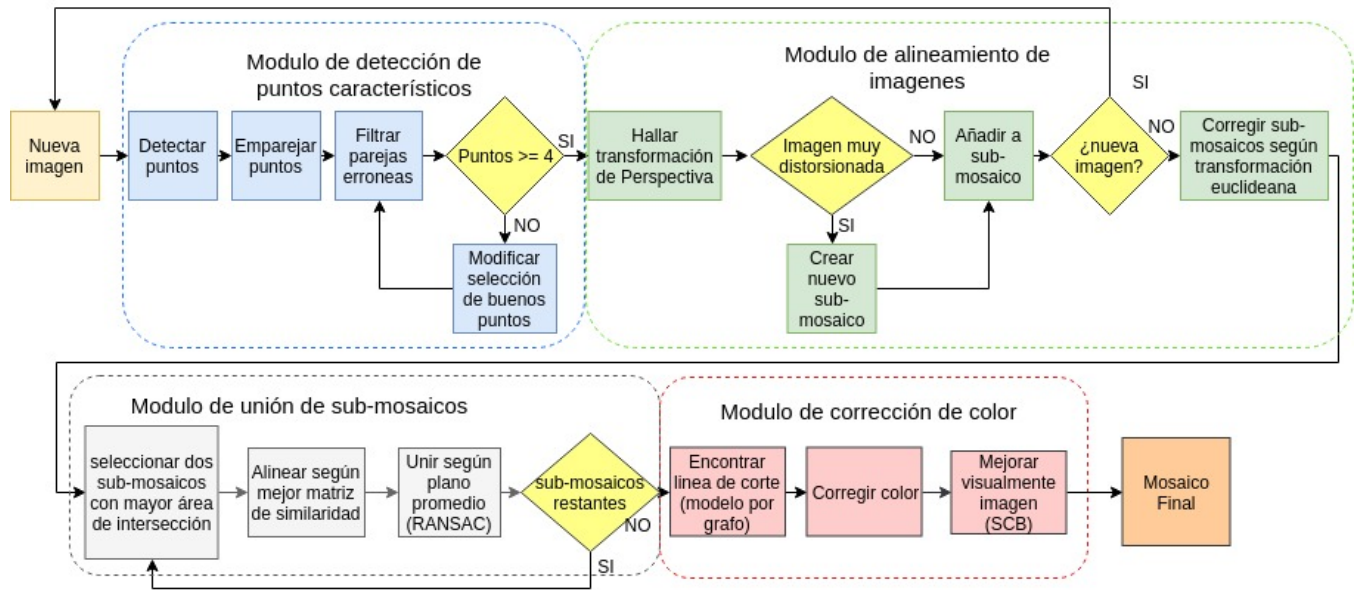 Modulo de detección de
puntos característicos
Modulo de alineamiento de
imagenes
SI
Nueva
imagen
Detectar
puntos
Emparejar
puntos
Filtrar
parejas
erroneas
Puntos >= 4
SI
NO
Modificar
selección
de buenos
puntos
Hallar
transformación
de Perspectiva
Imagen muy
distorsionada
NO
SI
Crear
nuevo
sub-
mosaico
Añadir a
sub-
mosaico
¿nueva
imagen?
NO
Corregir sub-
mosaicos según
transformación
euclideana
Modulo de unión de sub-mosaicos
Modulo de corrección de color
seleccionar dos
sub-mosaicos
con mayor área
de intersección
Alinear según
mejor matriz
de similaridad
Unir según
plano
promedio
(RANSAC)
sub-mosaicos
restantes
NO
SI
Encontrar
linea de corte
(modelo por
grafo)
Corregir color
Mejorar
visualmente
imagen
(SCB)
Mosaico
Final